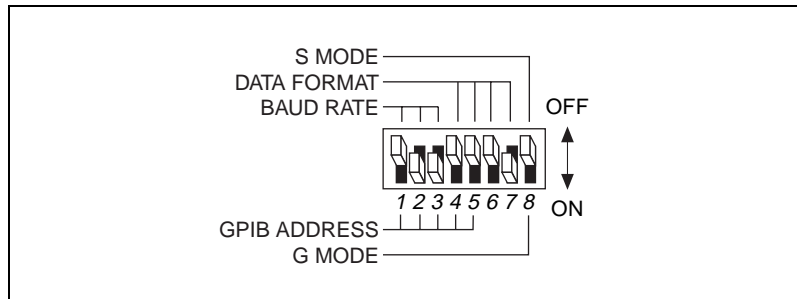 S MODE
DATA FORMAT
BAUD RATE
OFF
1 2 3 4 5 6 7 8
ON
GPIB ADDRESS
G MODE